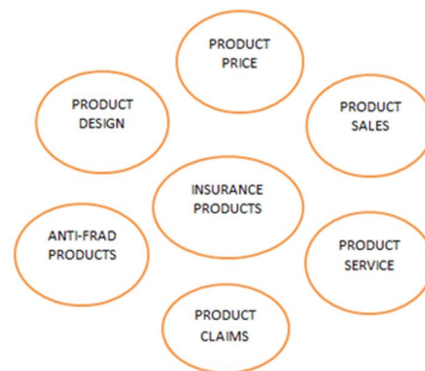 PRODUCT
PRICE
PRODUCT
DESIGN
PRODUCT
SALES
INSURANCE
PRODUCTS
ANTI-FRAD
PRODUCTS
PRODUCT
SERVICE
PRODUCT
CLAIMS